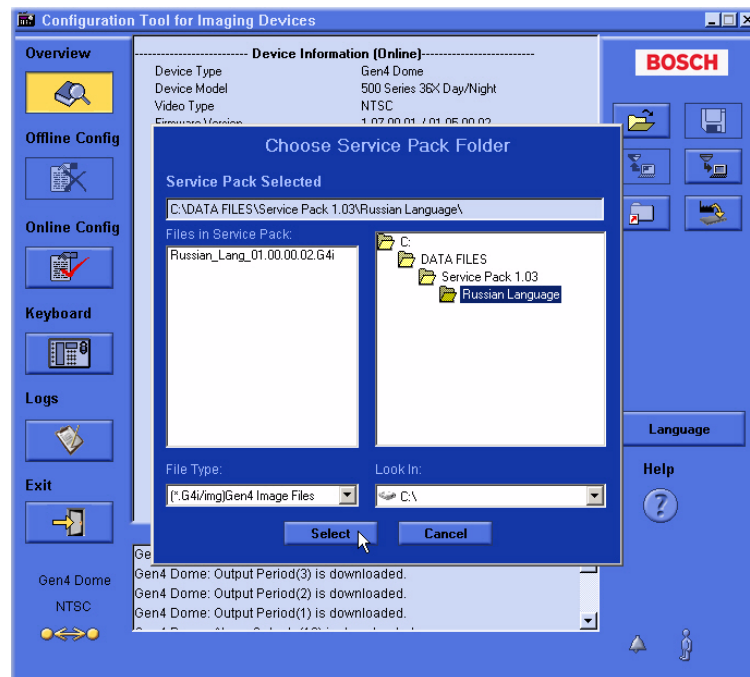 Configuration Tool for Imaging Devices
Overview
Device Information (Online)
Device Type Gen4 Dome
Device Model 500 Series 36X Day/Night
Video Type NTSC
BOSCH
Offline Config
Choose Service Pack Folder
Service Pack Selected
C:\DATA FILES\Service Pack 1.03\Russian Language\
Online Config
Files in Service Pack:
Russian_Lang_01.00.00.02.G4i
C:
DATA FILES
Service Pack 1.03
Russian Language
Keyboard
Logs
Language
File Type:
Look In:
Help
Exit
(*.G4i/img)Gen4 Image Files
C:\
Select
Cancel
Gen4 Dome: Output Period(3) is downloaded.
Gen4 Dome
Gen4 Dome: Output Period(2) is downloaded.
NTSC
Gen4 Dome: Output Period(1) is downloaded.